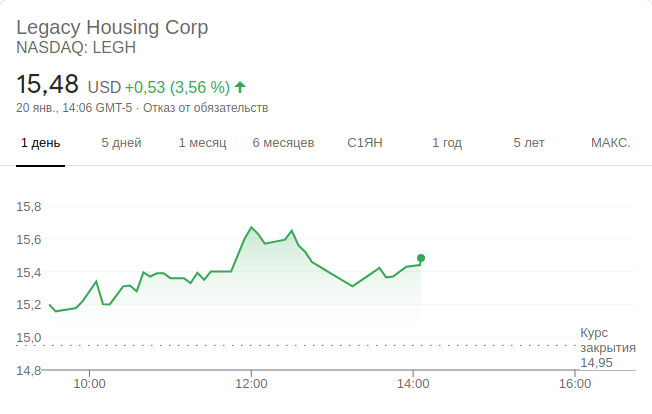 Legacy Housing Corp
NASDAQ: LEGH
15,48 USD +0,53 (3,56 %)
20 янв., 14:06 GMT-5 · Отказ от обязательств
1 день 5 дней 1 месяц 6 месяцев С1ЯН 1 год 5 лет МАКС.
15,8
15,6
15,4
15,2
15,0
Курс
закрытия
14,95
14,8
10:00 12:00 14:00 16:00